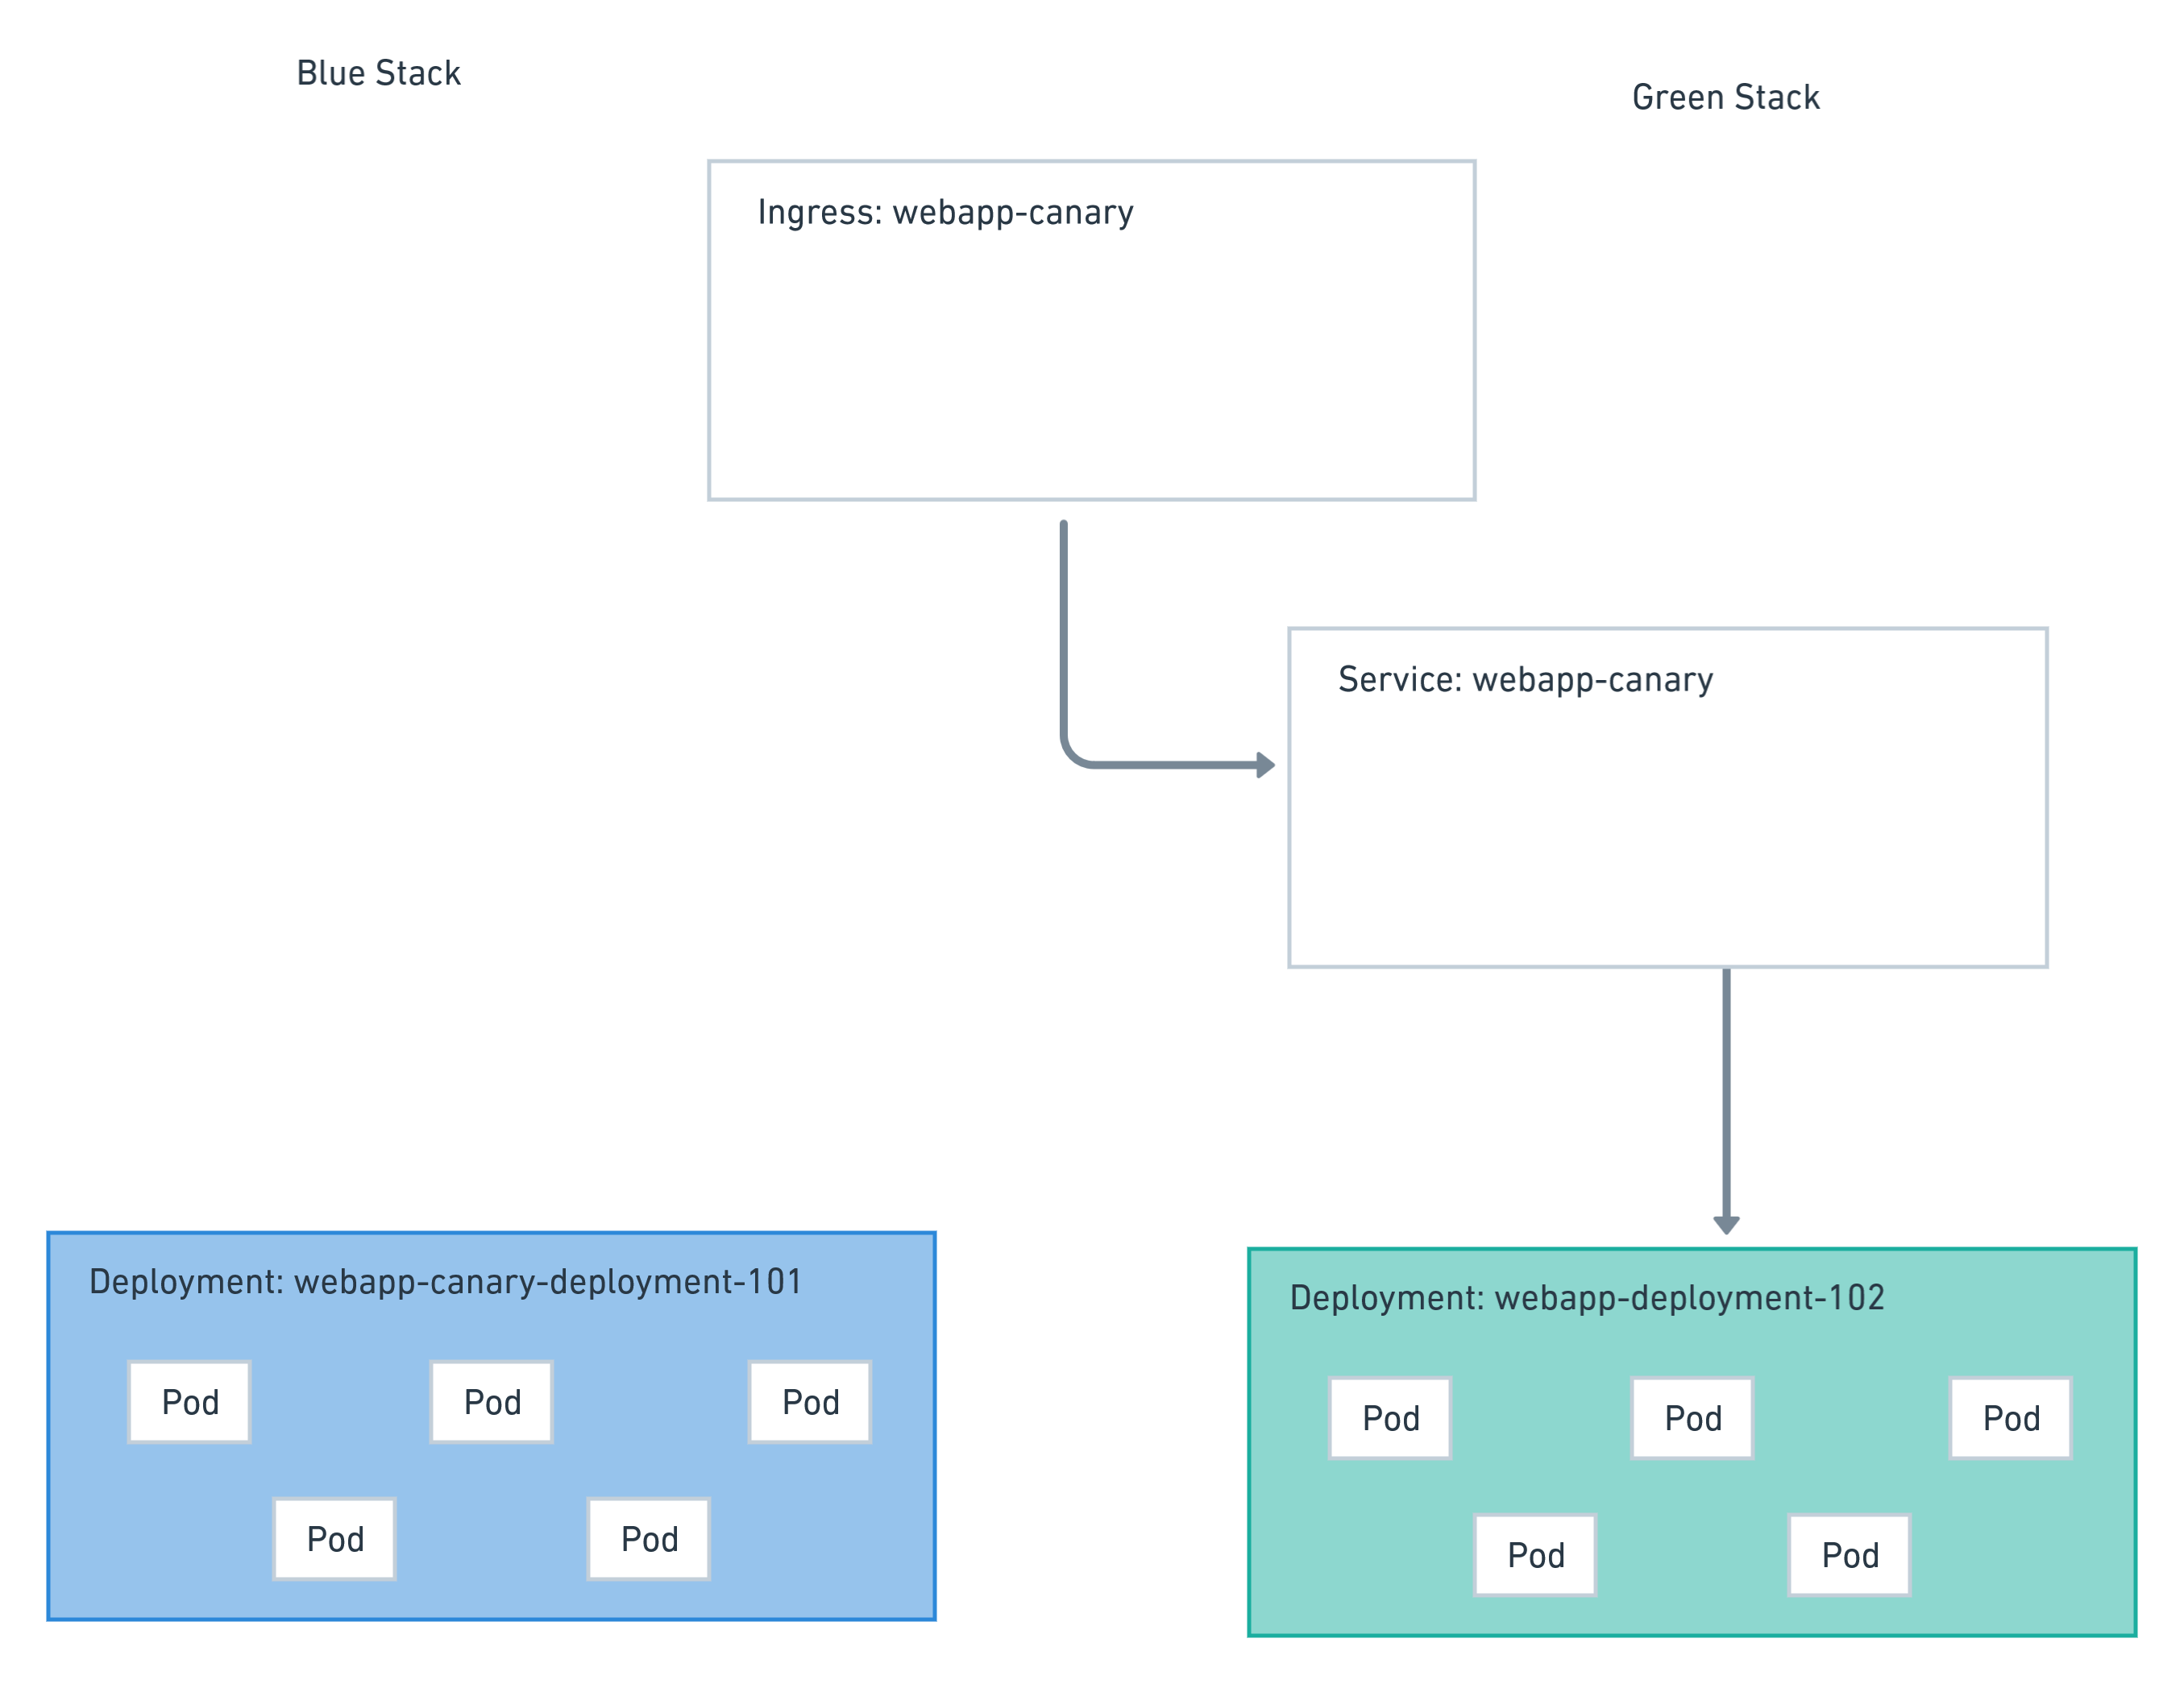 Blue Stack
Green Stack
Ingress: webapp-canary
Service: webapp-canary
Deployment: webapp-canary-deployment-101
Pod
Pod
Pod
Pod
Pod
Deployment: webapp-deployment-102
Pod
Pod
Pod
Pod
Pod